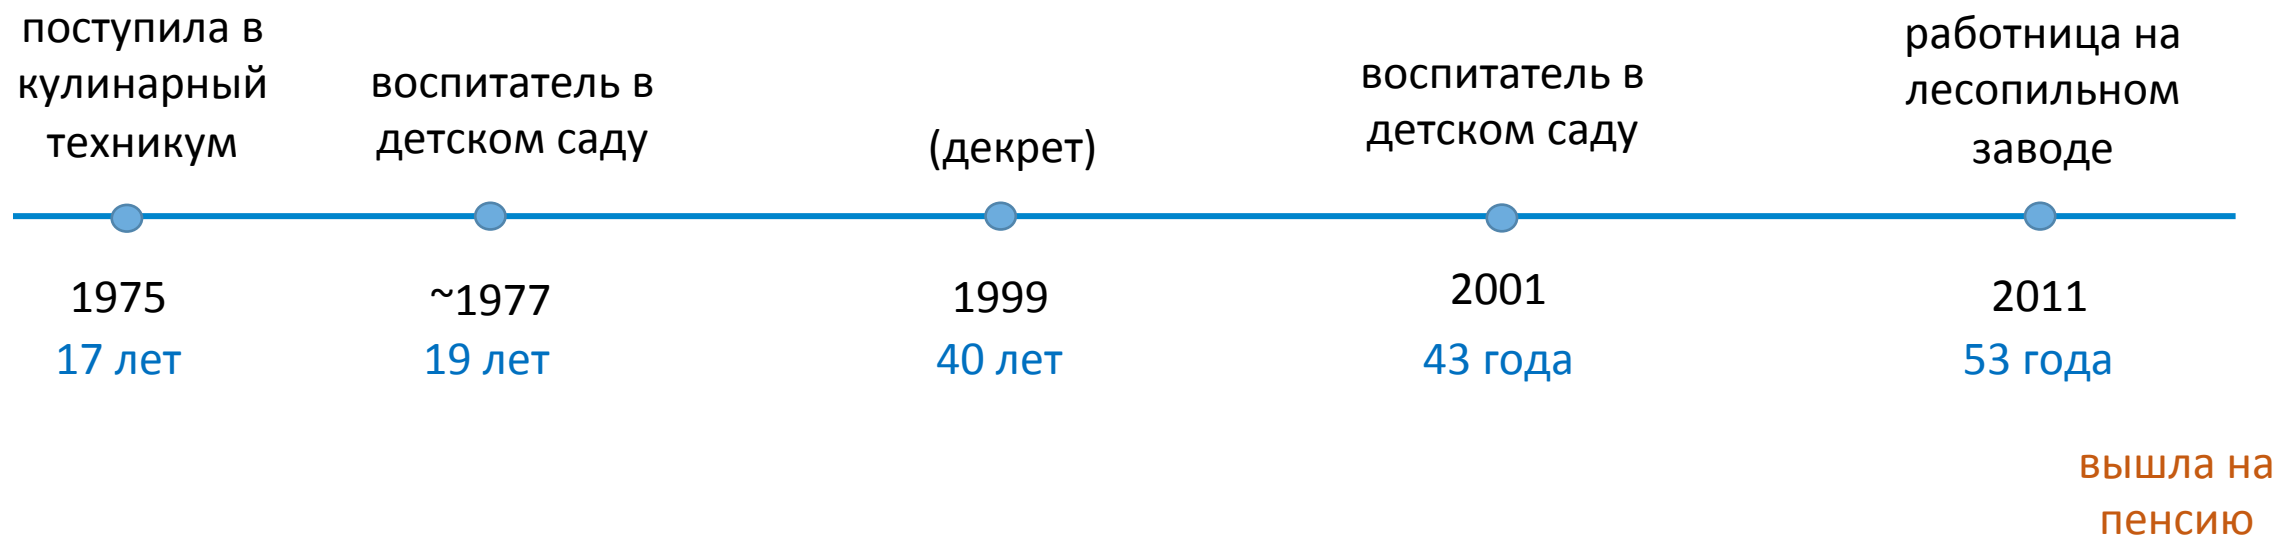 поступила в
кулинарный
техникум
воспитатель в
детском саду
(декрет)
воспитатель в
детском саду
работница на
лесопильном
заводе
1975
17 лет
~1977
19 лет
1999
40 лет
2001
43 года
2011
53 года
вышла на
пенсию